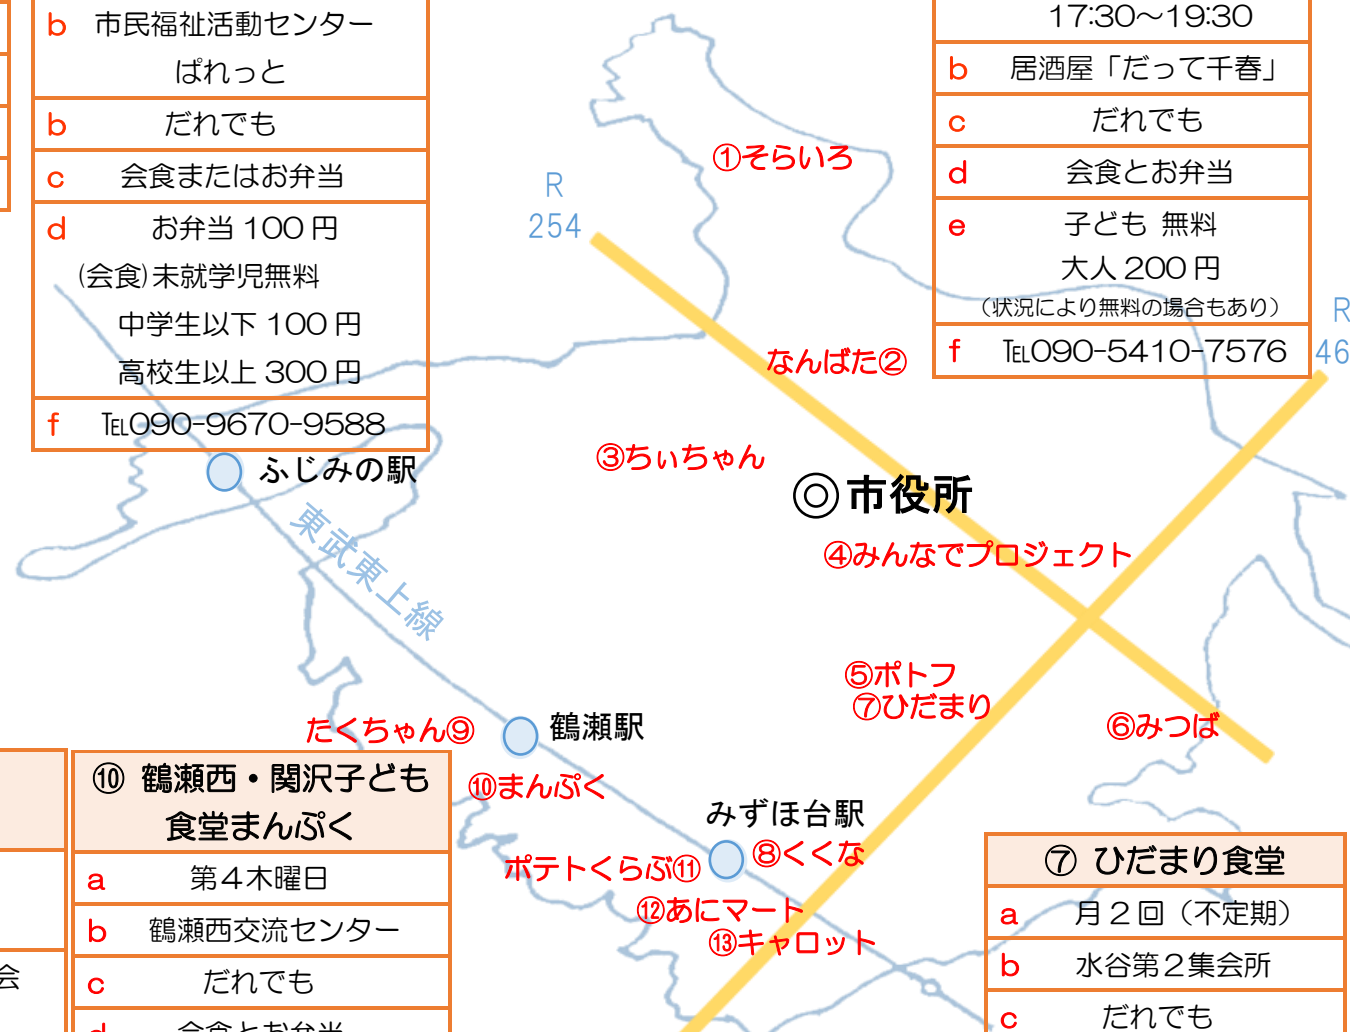 b 市民福祉活動センター
ぱれっと
b だれでも
c 会食またはお弁当
d お弁当 100 円
(会食)未就学児無料
中学生以下 100 円
高校生以上 300 円
f ℡090-9670-9588
17:30～19:30
b 居酒屋「だって千春」
c だれでも
d 会食とお弁当
e 子ども 無料
大人 200 円
（状況により無料の場合もあり）
f ℡090-5410-7576
①そらいろ
R
254
R
46
なんばた②
③ちぃちゃん
◎市役所
ふじみの駅
東武東上線
④みんなでプロジェクト
⑤ポトフ
⑦ひだまり
⑥みつば
たくちゃん⑨
鶴瀬駅
⑩まんぷく
みずほ台駅
⑧くくな
ポテトくらぶ⑪
⑫あにマート
⑬キャロット
会
⑩ 鶴瀬西・関沢子ども
食堂まんぷく
a 第４木曜日
b 鶴瀬西交流センター
c だれでも
d 会食とお弁当
⑦ ひだまり食堂
a 月２回（不定期）
b 水谷第２集会所
c だれでも